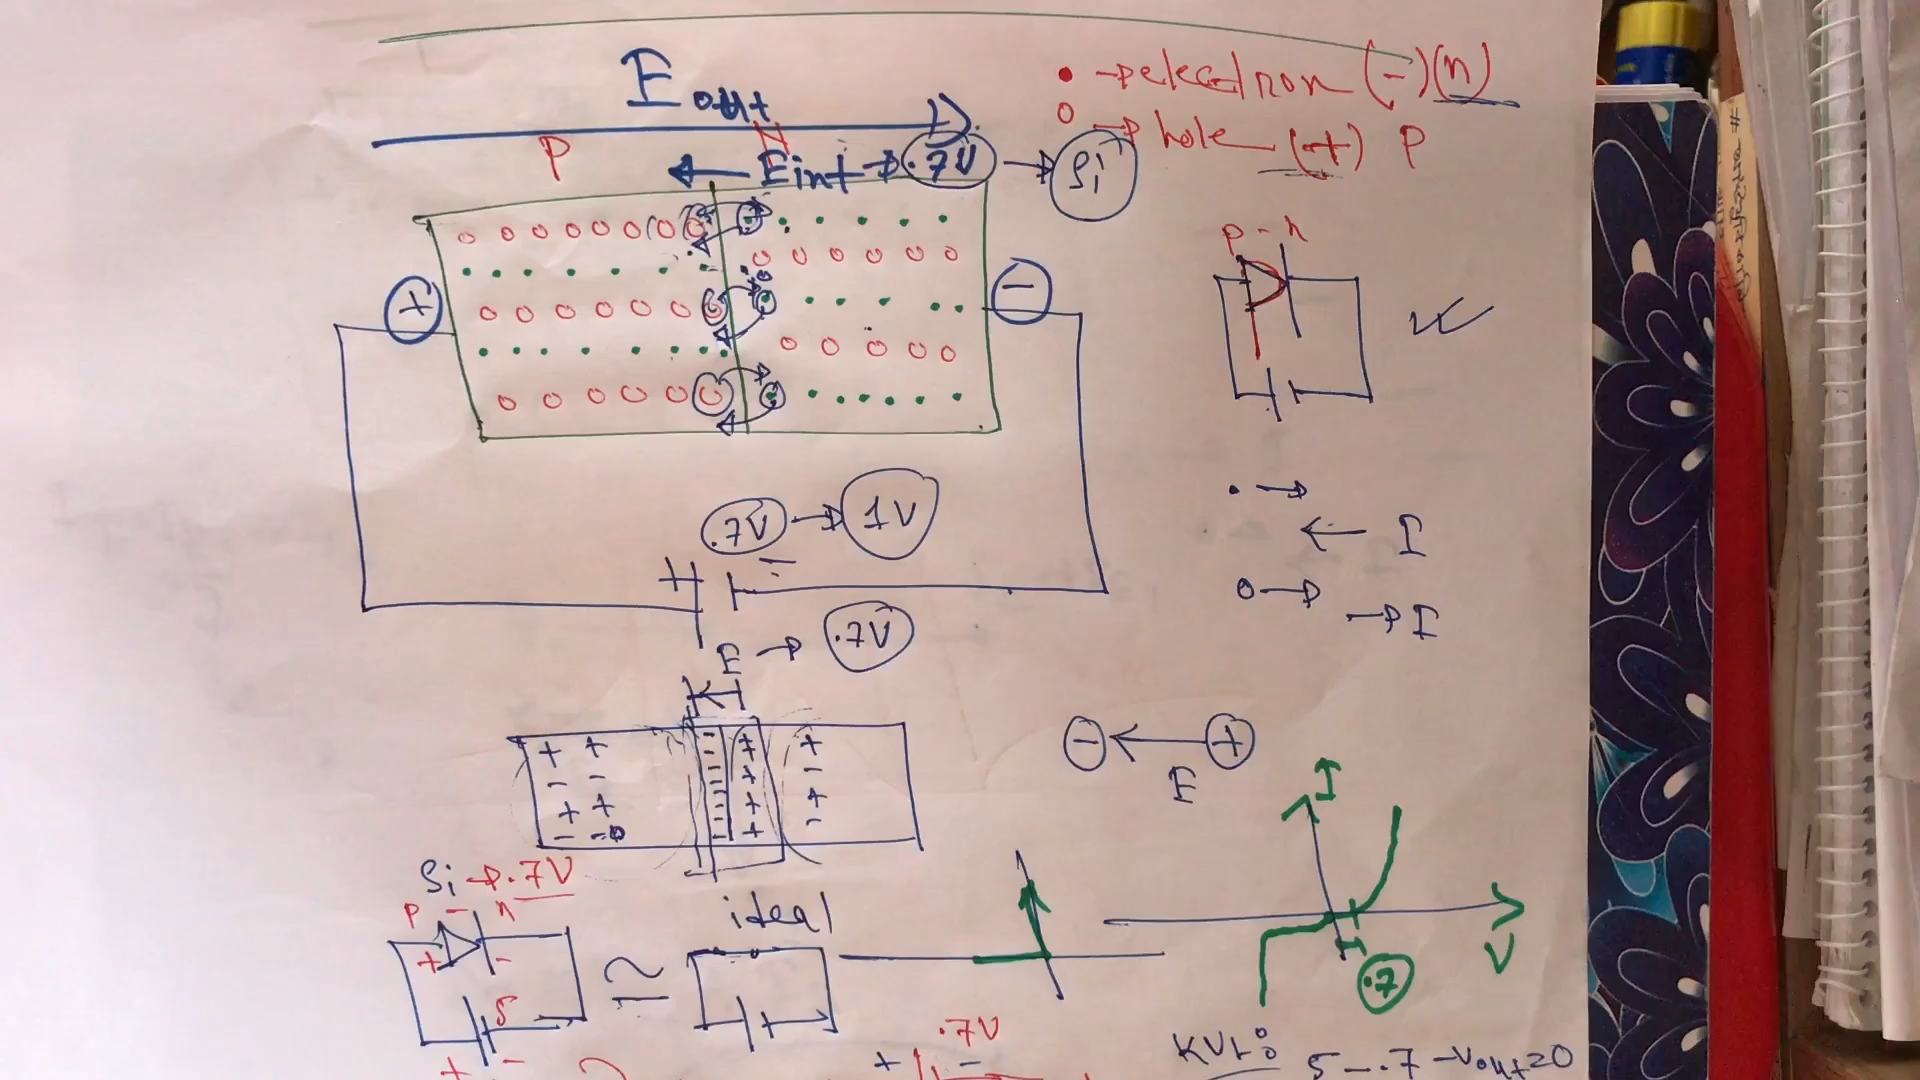 E out
• → electron (-)(n)
o → hole (+) P
P N
Eint → .7V → Si
p - n
+ -
.7V → 1V
• →
← I
o →
→ I
+ -
E → .7V
+ + - + +
- - - + -
+ + - + +
- - - + -
- ← +
E
I
Si → .7V
P - n
ideal
+ -
V
.7
5
+ -
.7V
+ -
KVL: 5 - .7 - Vout = 0